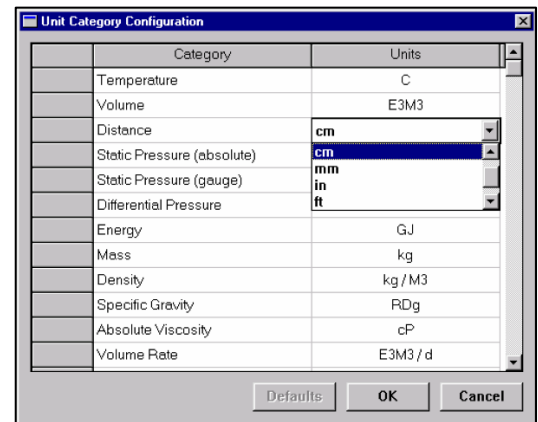 Unit Category Configuration
Category Units
Temperature C
Volume E3M3
Distance cm
cm
Static Pressure (absolute)
mm
Static Pressure (gauge)
in
Differential Pressure ft
Energy GJ
Mass kg
Density kg / M3
Specific Gravity RDg
Absolute Viscosity cP
Volume Rate E3M3 / d
Defaults OK Cancel